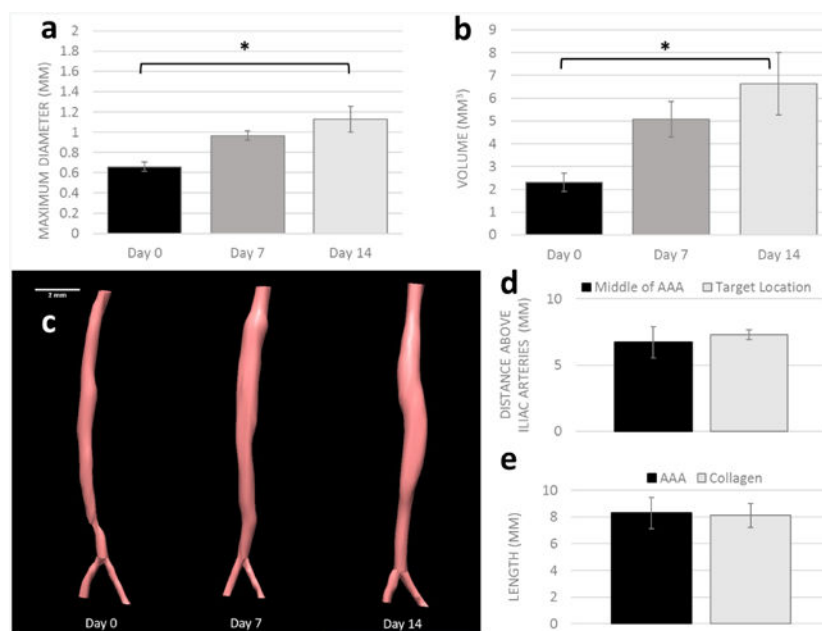 a
*
MAXIMUM DIAMETER (MM)
2
1.8
1.6
1.4
1.2
1
0.8
0.6
0.4
0.2
0
Day 0 Day 7 Day 14
b
*
VOLUME (MM³)
9
8
7
6
5
4
3
2
1
0
Day 0 Day 7 Day 14
c
2 mm
Day 0 Day 7 Day 14
d
Middle of AAA Target Location
DISTANCE ABOVE
ILIAC ARTERIES (MM)
10
5
0
e
AAA Collagen
LENGTH (MM)
10
8
6
4
2
0